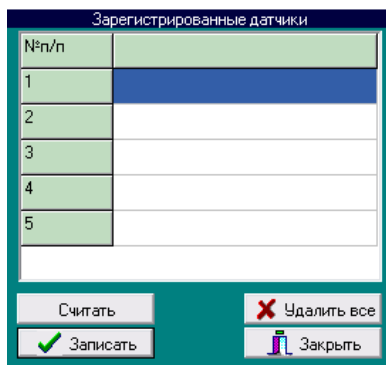 Зарегистрированные датчики
№п/п
1
2
3
4
5
Считать
Удалить все
Записать
Закрыть